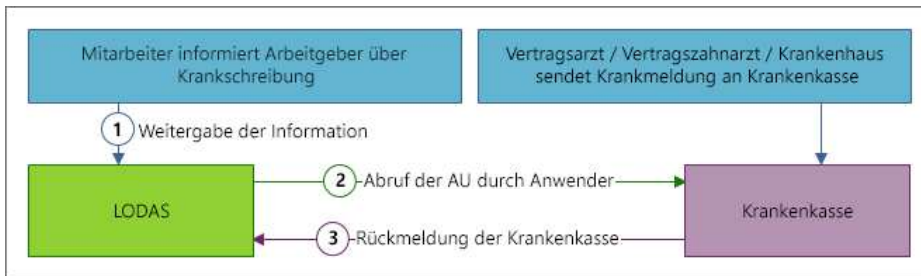 Mitarbeiter informiert Arbeitgeber über
Krankschreibung
Vertragsarzt / Vertragszahnarzt / Krankenhaus
sendet Krankmeldung an Krankenkasse
1 Weitergabe der Information
LODAS
2 Abruf der AU durch Anwender
3 Rückmeldung der Krankenkasse
Krankenkasse